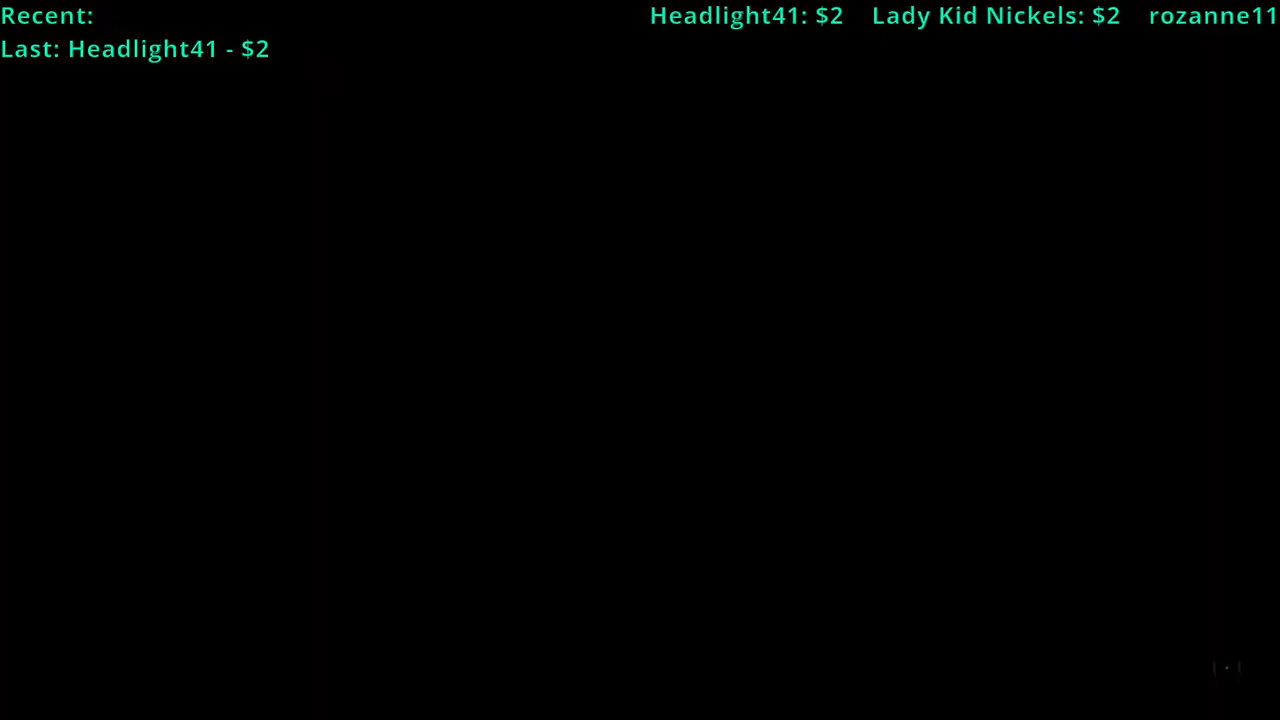 Recent: Headlight41: $2 Lady Kid Nickels: $2 rozanne11
Last: Headlight41 - $2